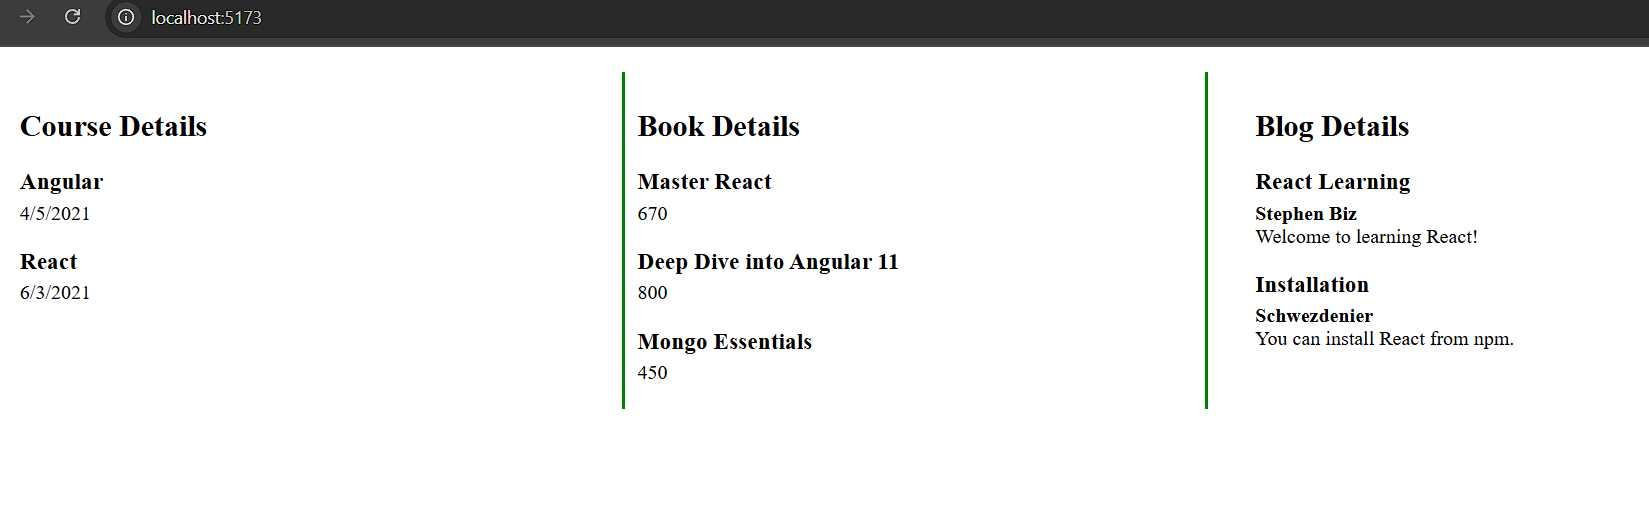 localhost:5173
Course Details
Angular
4/5/2021
React
6/3/2021
Book Details
Master React
670
Deep Dive into Angular 11
800
Mongo Essentials
450
Blog Details
React Learning
Stephen Biz
Welcome to learning React!
Installation
Schwezdenier
You can install React from npm.